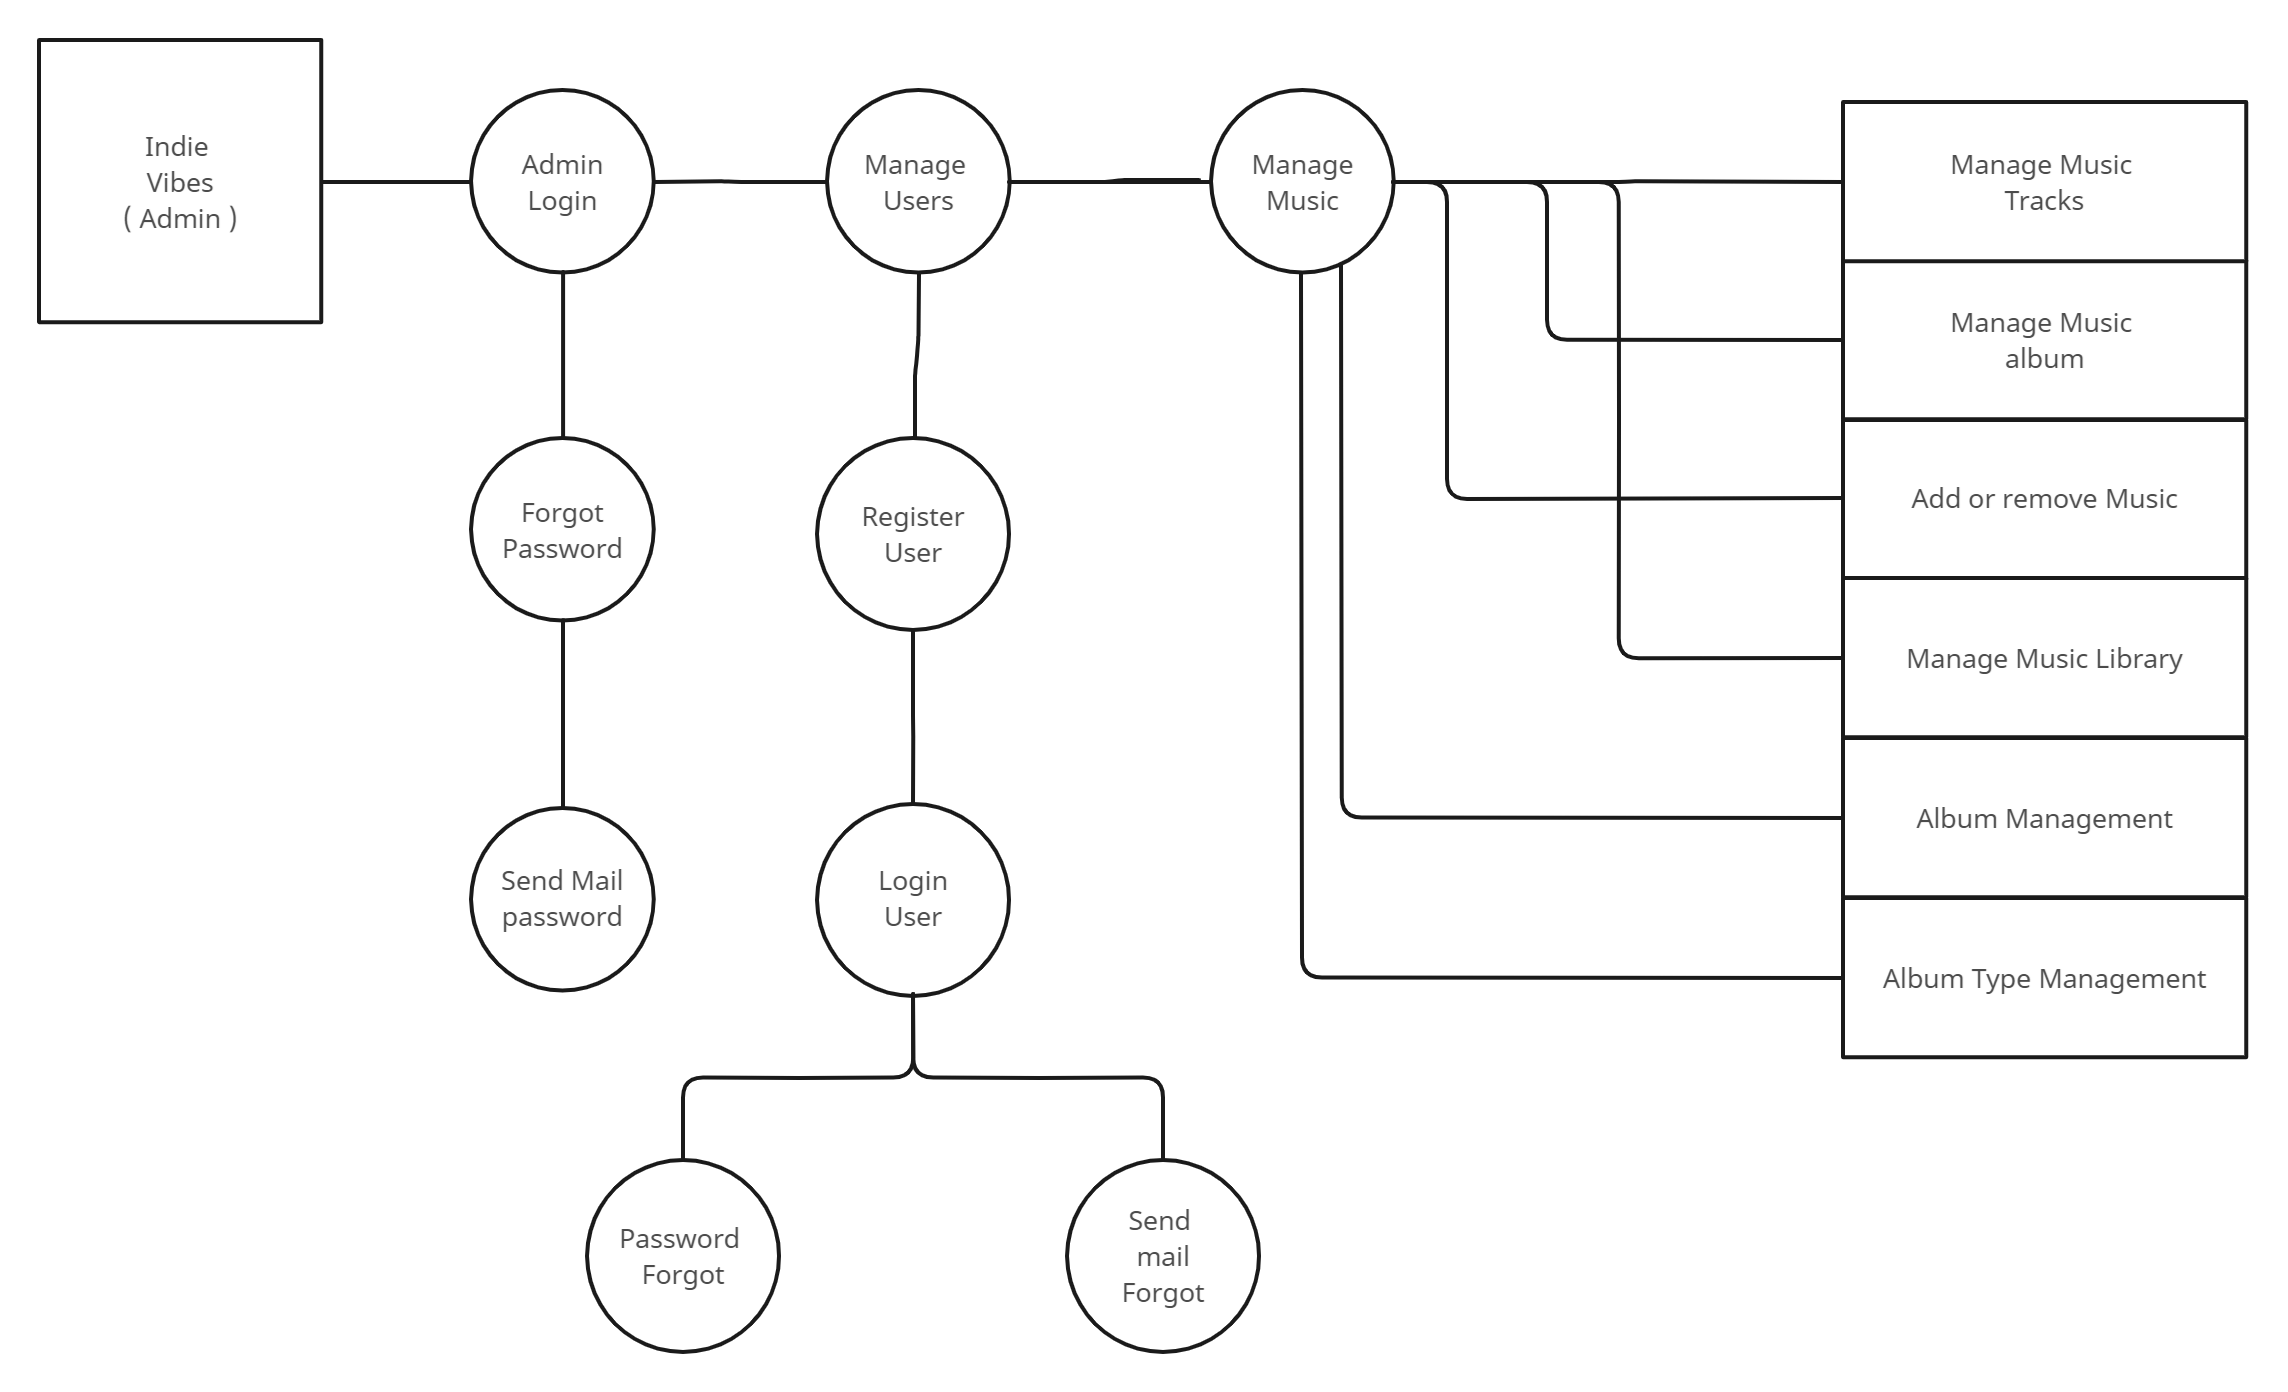 Indie
Vibes
( Admin )
Admin
Login
Manage
Users
Manage
Music
Manage Music
Tracks
Manage Music
album
Add or remove Music
Manage Music Library
Album Management
Album Type Management
Forgot
Password
Register
User
Send Mail
password
Login
User
Password
Forgot
Send
mail
Forgot